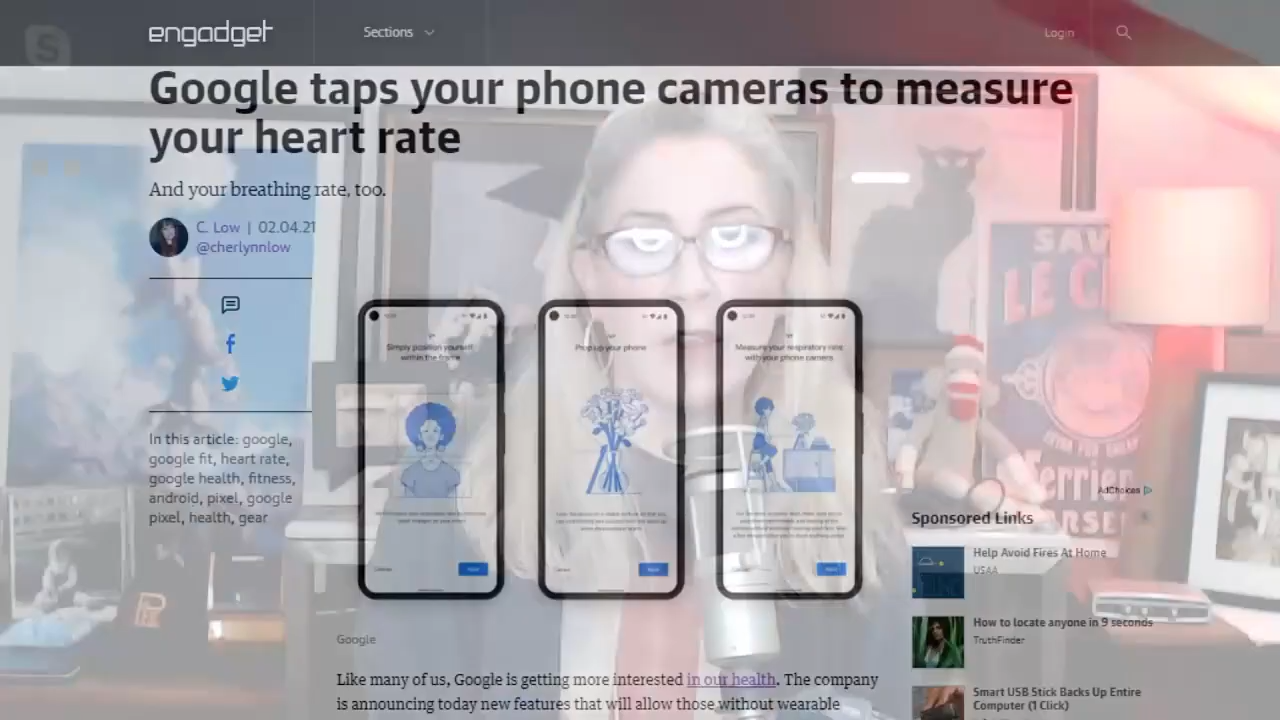 S
engadget
Sections
Login
Google taps your phone cameras to measure
your heart rate
And your breathing rate, too.
C. Low | 02.04.21
@cherlynnlow
In this article: google,
google fit, heart rate,
google health, fitness,
android, pixel, google
pixel, health, gear
Simply position yourself
within the frame
Prop up your phone
Measure your respiratory rate
with your phone camera
Next
Next
Next
SAV
LE C
AdChoices
Sponsored Links
Help Avoid Fires At Home
USAA
How to locate anyone in 9 seconds
TruthFinder
Smart USB Stick Backs Up Entire
Computer (1 Click)
Google
Like many of us, Google is getting more interested in our health. The company
is announcing today new features that will allow those without wearable